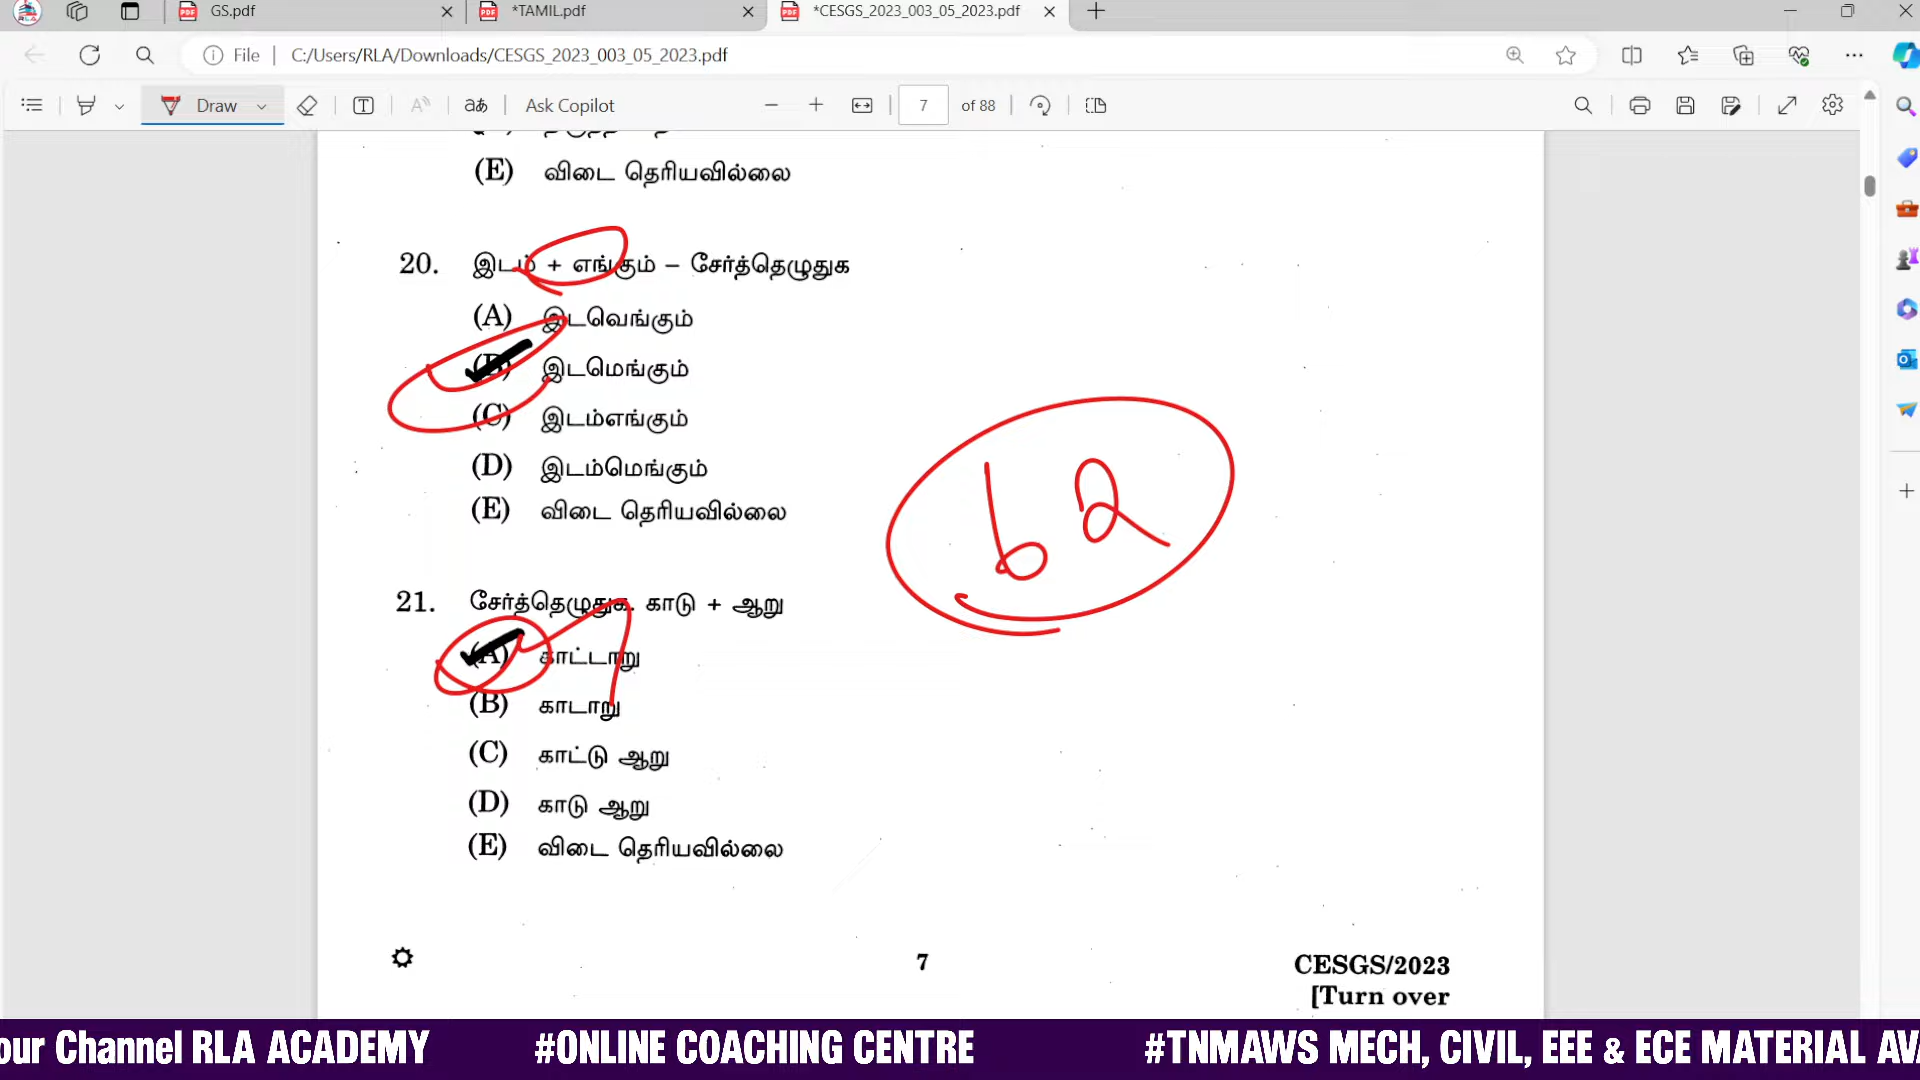 GS.pdf
*TAMIL.pdf
*CESGS_2023_003_05_2023.pdf
File
C:/Users/RLA/Downloads/CESGS_2023_003_05_2023.pdf
Draw
Ask Copilot
7 of 88
(E) விடை தெரியவில்லை
20. இடம் + எங்கும் – சேர்த்தெழுதுக
(A) இடவெங்கும்
(B) இடமெங்கும்
(C) இடம்எங்கும்
(D) இடம்மெங்கும்
(E) விடை தெரியவில்லை
62
21. சேர்த்தெழுதுக. காடு + ஆறு
(A) காட்டாறு
(B) காடாறு
(C) காட்டு ஆறு
(D) காடு ஆறு
(E) விடை தெரியவில்லை
7
CESGS/2023
[Turn over
our Channel RLA ACADEMY #ONLINE COACHING CENTRE #TNMAWS MECH, CIVIL, EEE & ECE MATERIAL AVA